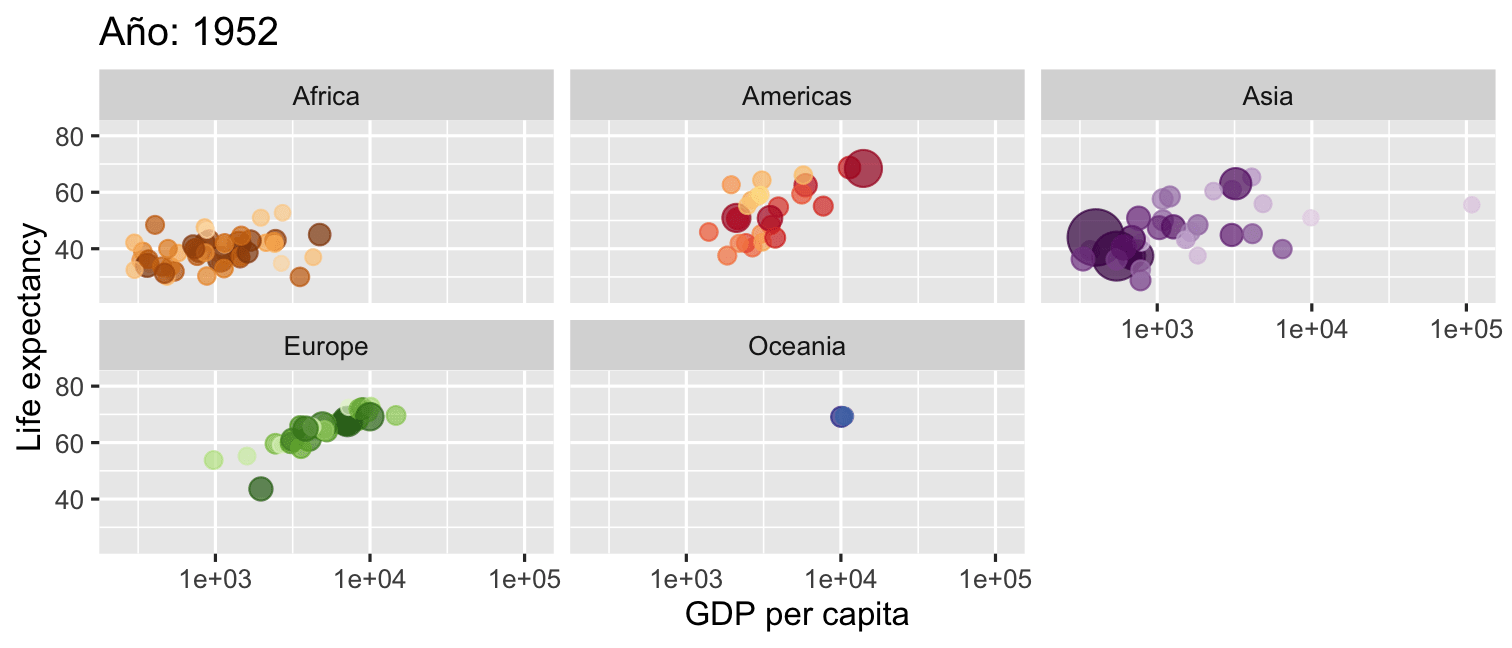 Año: 1952
Africa
Americas
Asia
80
60
40
1e+03 1e+04 1e+05
Europe
Oceania
80
60
40
1e+03 1e+04 1e+05
1e+03 1e+04 1e+05
Life expectancy
GDP per capita